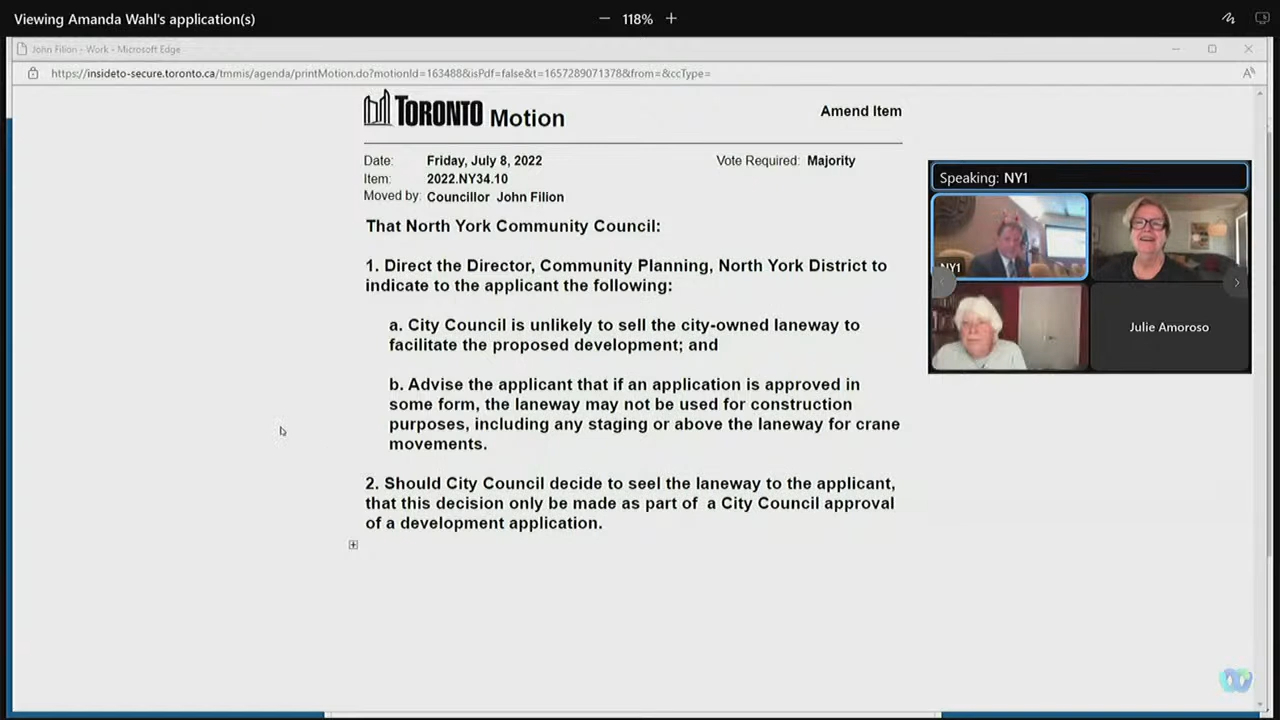 Viewing Amanda Wahl's application(s)
118%
John Filion - Work - Microsoft Edge
https://insideto-secure.toronto.ca/tmmis/agenda/printMotion.do?motionId=163488&isPdf=false&t=1657289071378&from=&ccType=
TORONTO Motion
Amend Item
Date: Friday, July 8, 2022
Vote Required: Majority
Item: 2022.NY34.10
Moved by: Councillor John Filion
That North York Community Council:
1. Direct the Director, Community Planning, North York District to
indicate to the applicant the following:
a. City Council is unlikely to sell the city-owned laneway to
facilitate the proposed development; and
b. Advise the applicant that if an application is approved in
some form, the laneway may not be used for construction
purposes, including any staging or above the laneway for crane
movements.
2. Should City Council decide to seel the laneway to the applicant,
that this decision only be made as part of a City Council approval
of a development application.
Speaking: NY1
NY1
Julie Amoroso